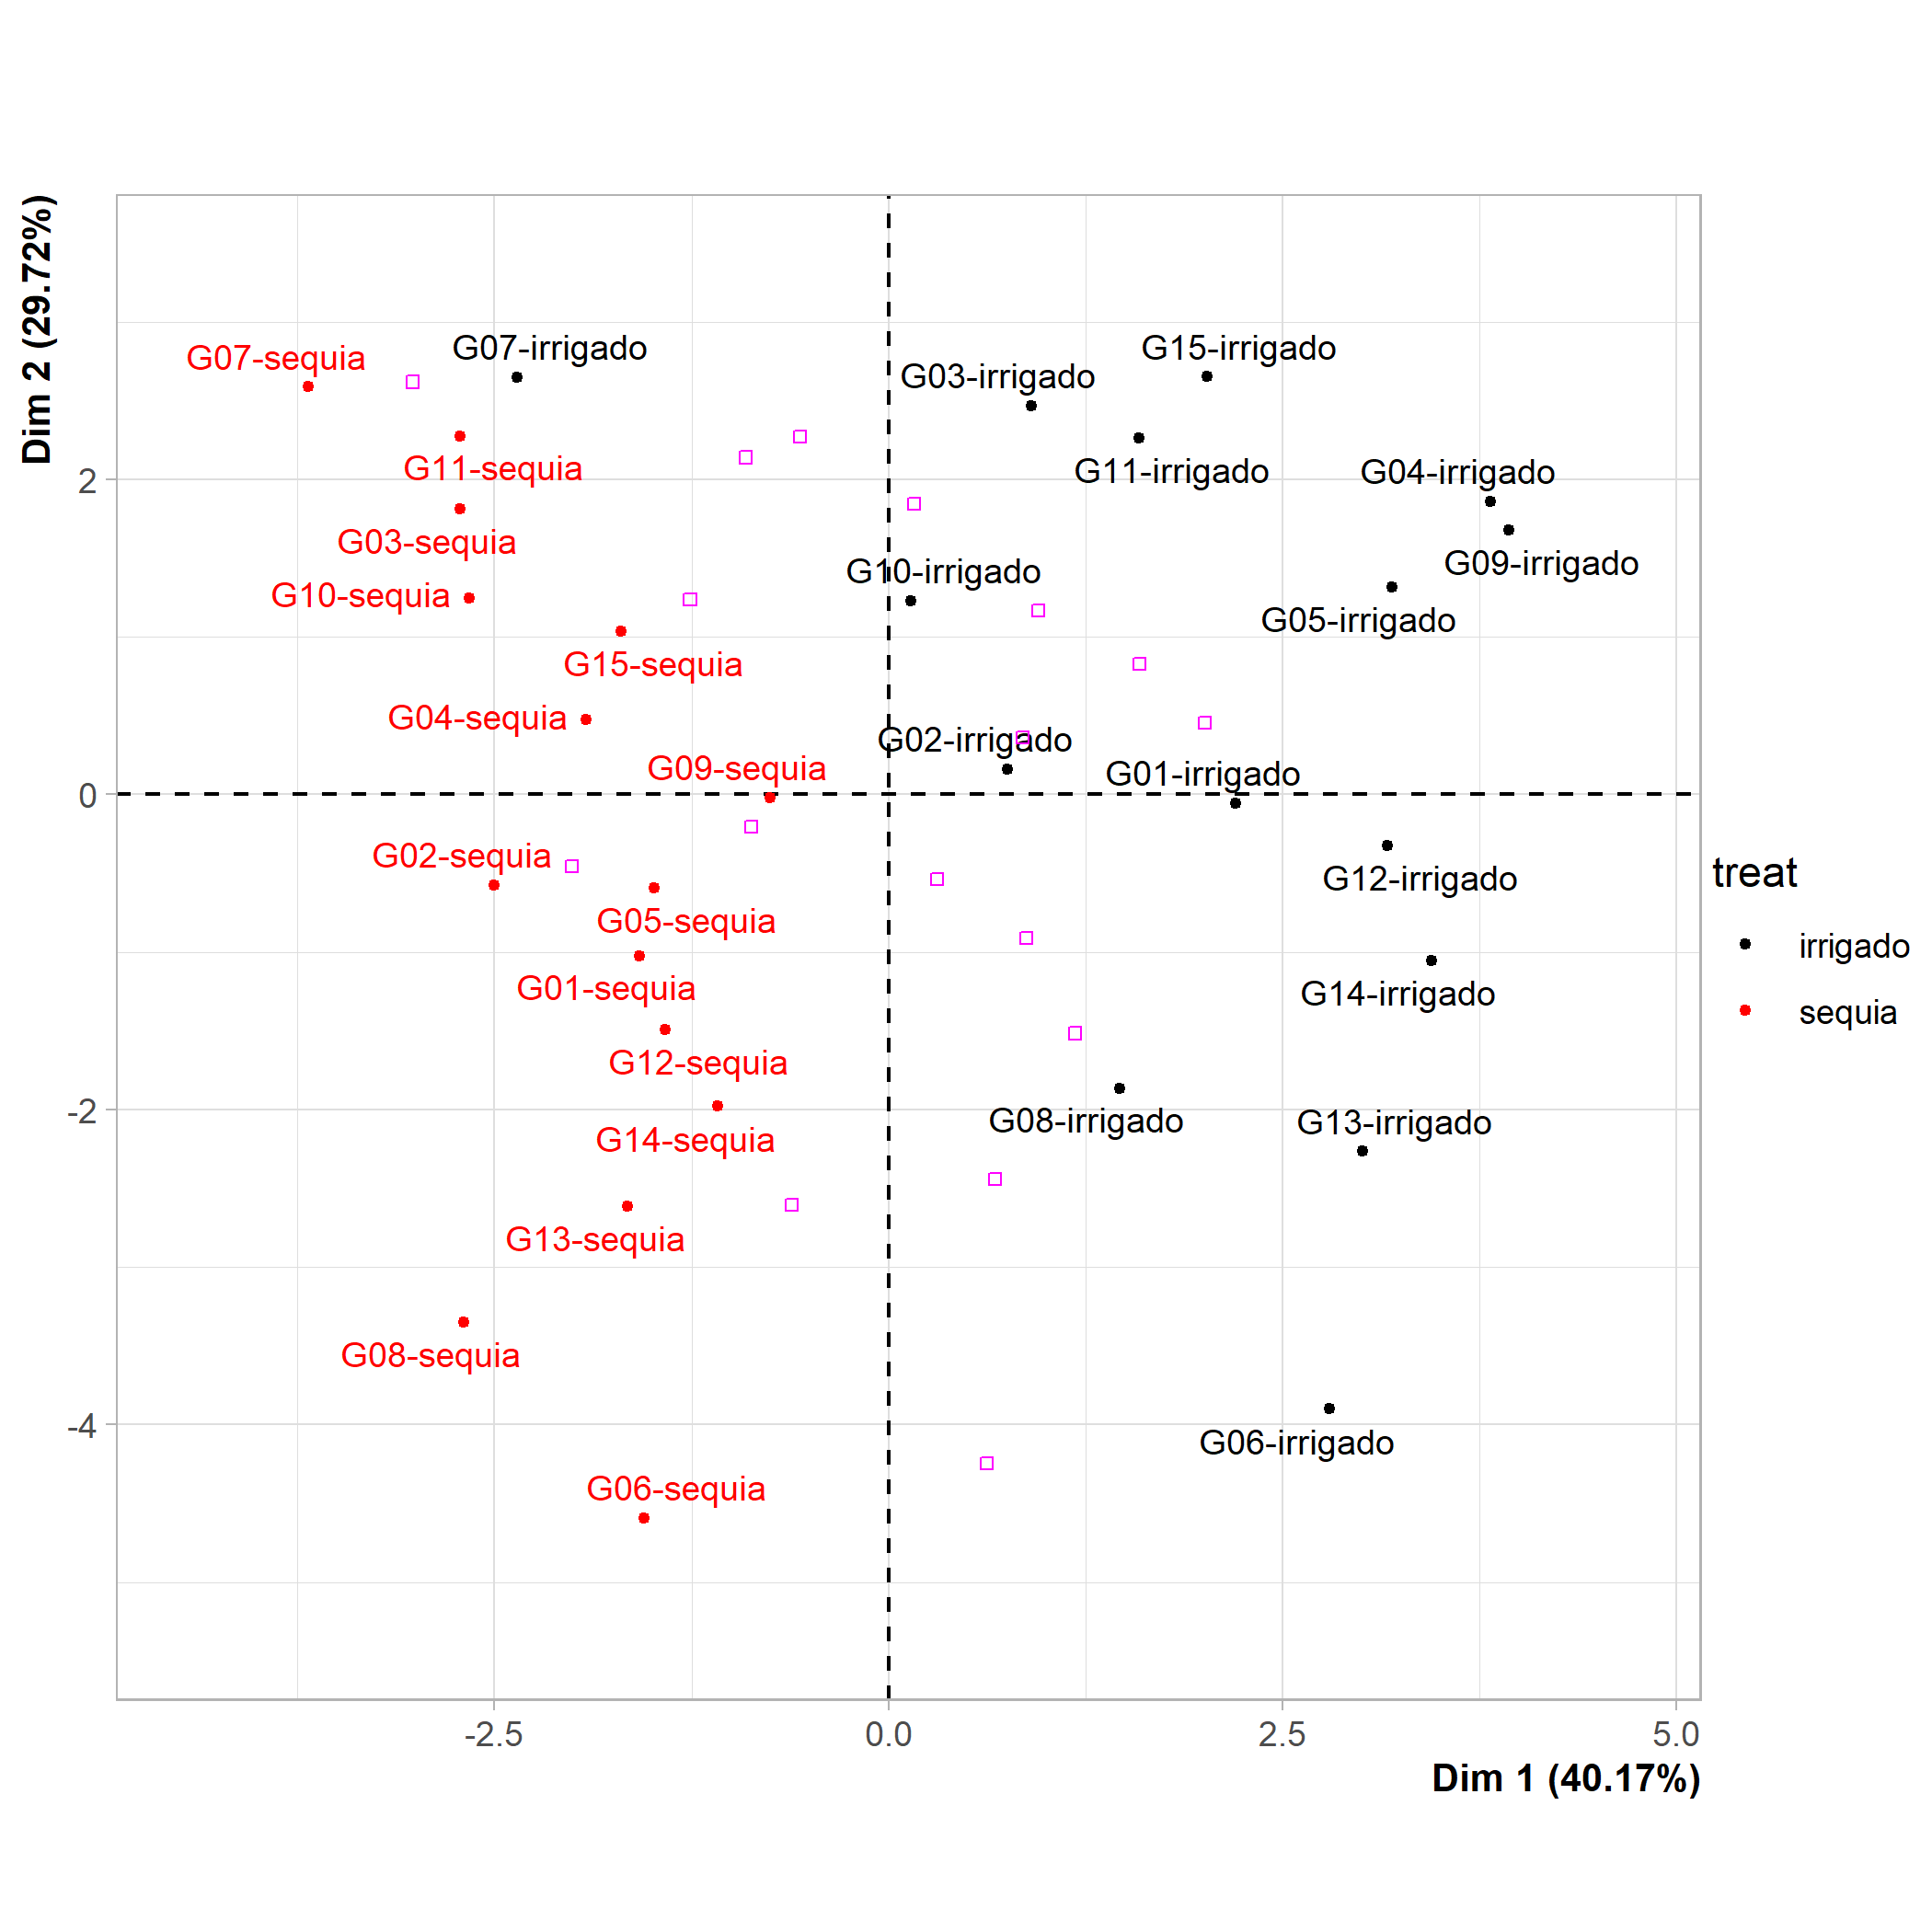 Dim 2 (29.72%)
G07-sequia
G07-irrigado
G15-irrigado
G03-irrigado
G11-sequia
G11-irrigado
G04-irrigado
2
G03-sequia
G09-irrigado
G10-sequia
G10-irrigado
G05-irrigado
G15-sequia
G04-sequia
G02-irrigado
G09-sequia
G01-irrigado
0
G02-sequia
G12-irrigado
treat
G05-sequia
irrigado
G01-sequia
G14-irrigado
sequia
G12-sequia
-2
G08-irrigado
G13-irrigado
G14-sequia
G13-sequia
G08-sequia
-4
G06-irrigado
G06-sequia
-2.5
0.0
2.5
5.0
Dim 1 (40.17%)